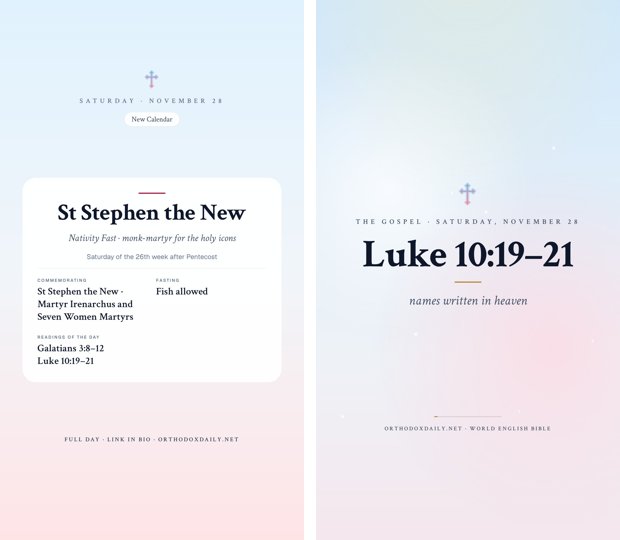 SATURDAY · NOVEMBER 28
New Calendar
St Stephen the New
Nativity Fast · monk-martyr for the holy icons
Saturday of the 26th week after Pentecost
COMMEMORATING
St Stephen the New ·
Martyr Irenarchus and
Seven Women Martyrs
FASTING
Fish allowed
READINGS OF THE DAY
Galatians 3:8–12
Luke 10:19–21
FULL DAY · LINK IN BIO · ORTHODOXDAILY.NET
THE GOSPEL · SATURDAY, NOVEMBER 28
Luke 10:19–21
names written in heaven
ORTHODOXDAILY.NET · WORLD ENGLISH BIBLE